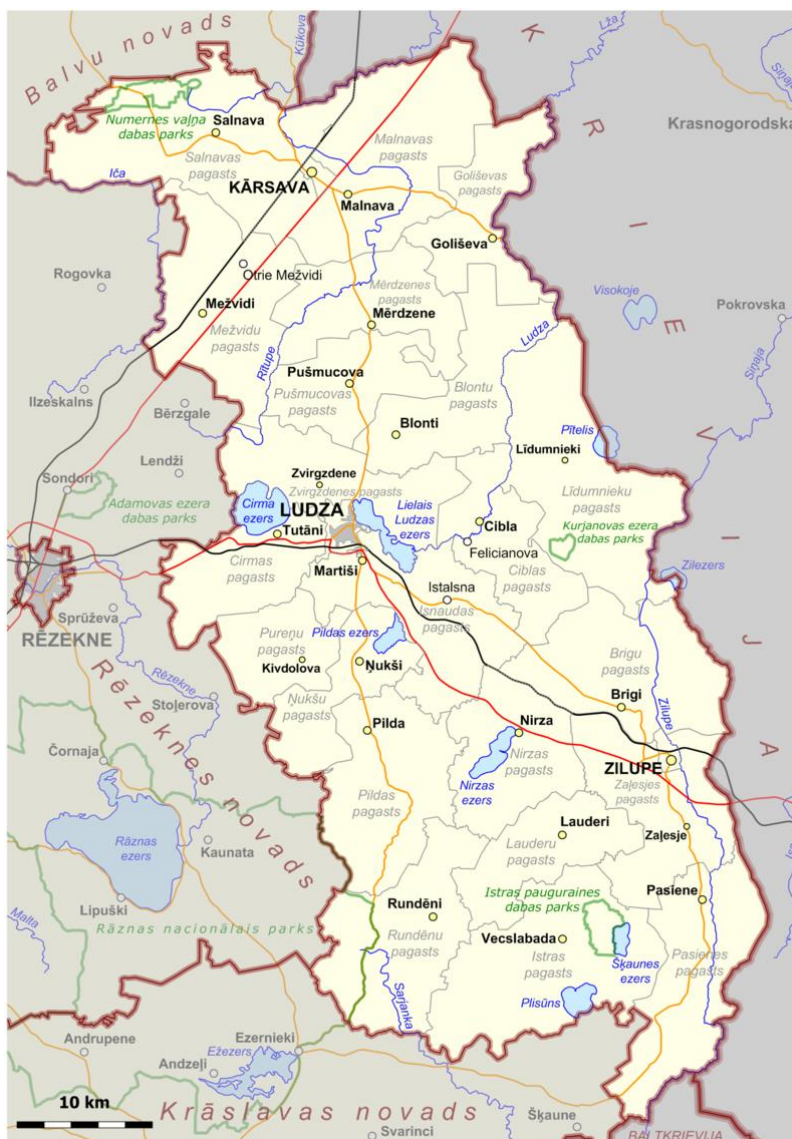 Balvu novads
Kūkova
K R I E V I J A
Lža
Siņaja
Numernes vaļņa
dabas parks
Salnava
Salnavas
pagasts
Malnavas
pagasts
Krasnogorodska
Iča
KĀRSAVA
Malnava
Goliševas
pagasts
Goliševa
Rogovka
Otrie Mežvidi
Mežvidi
Mežvidu
pagasts
Mērdzenes
pagasts
Mērdzene
Visokoje
Pokrovska
Ludza
Siņaja
Rītupe
Pušmucova
Pušmucovas
pagasts
Blontu
pagasts
Ilzeskalns
Bērzgale
Blonti
Pītelis
Līdumnieki
Lendži
Sondori
Adamovas ezera
dabas parks
Zvirgzdene
Zvirgzdenes pagasts
Cirma
ezers
LUDZA
Lielais
Ludzas
ezers
Tutāni
Cibla
Felicianova
Līdumnieku
pagasts
Kurjanovas ezera
dabas parks
Cirmas
pagasts
Martiši
Ciblas
pagasts
Zilezers
Istalsna
Isnaudas
pagasts
RĒZEKNE
Sprūževa
Pureņu
pagasts
Kivdolova
Pildas ezers
Ņukši
Ņukšu
pagasts
Brigu
pagasts
Brigi
Zilupe
Rēzekne
Stoļerova
Rēzeknes novads
Čornaja
Pilda
Nirza
Nirzas
pagasts
Nirzas
ezers
ZILUPE
Zaļesjes
pagasts
Pildas
pagasts
Rāznas
ezers
Kaunata
Lauderi
Lauderu
pagasts
Zaļesje
Lipuški
Malta
Rāznas nacionālais parks
Rundēni
Rundēnu
pagasts
Istras pauguraines
dabas parks
Pasiene
Vecslabada
Istras
pagasts
Šķaunes
ezers
Pasienes
pagasts
Sarjanka
Plisūns
Andrupene
Ezernieki
Ežezers
Andzeļi
10 km
Krāslavas novads
Svarinci
Šķaune
BALTKRIEVIJA